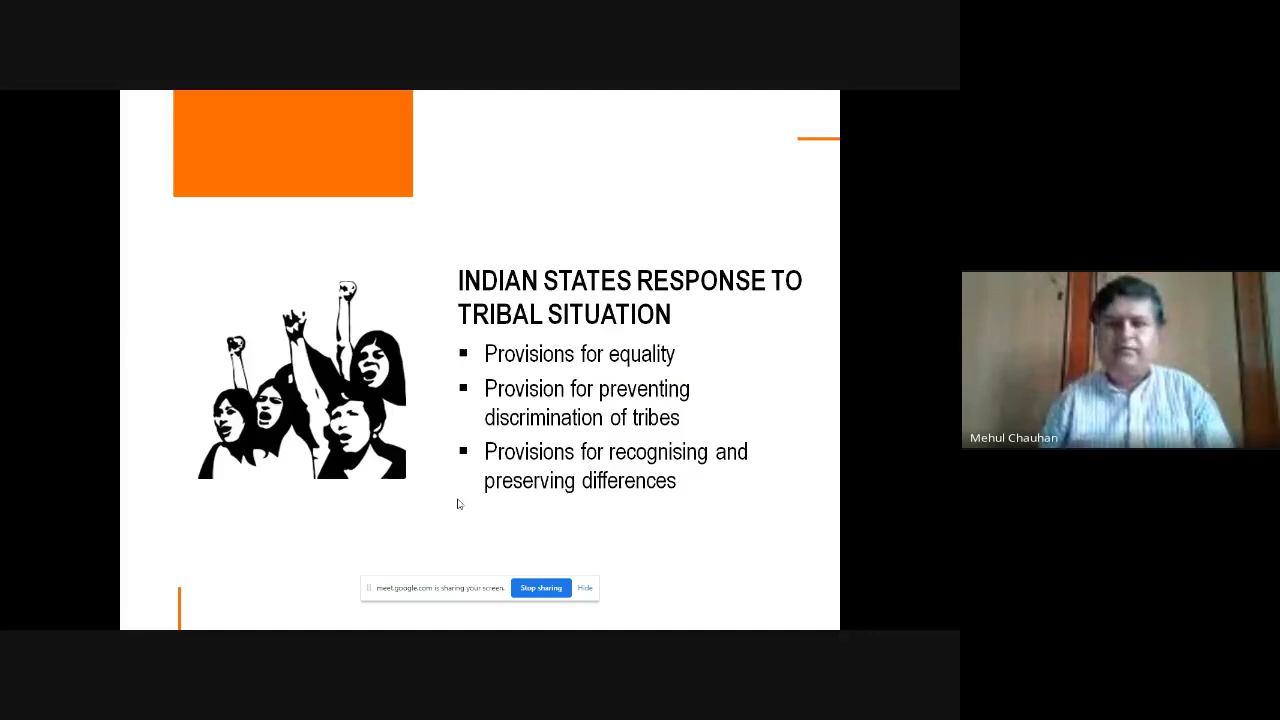 INDIAN STATES RESPONSE TO
TRIBAL SITUATION
▪ Provisions for equality
▪ Provision for preventing
discrimination of tribes
▪ Provisions for recognising and
preserving differences
meet.google.com is sharing your screen. Stop sharing Hide
Mehul Chauhan